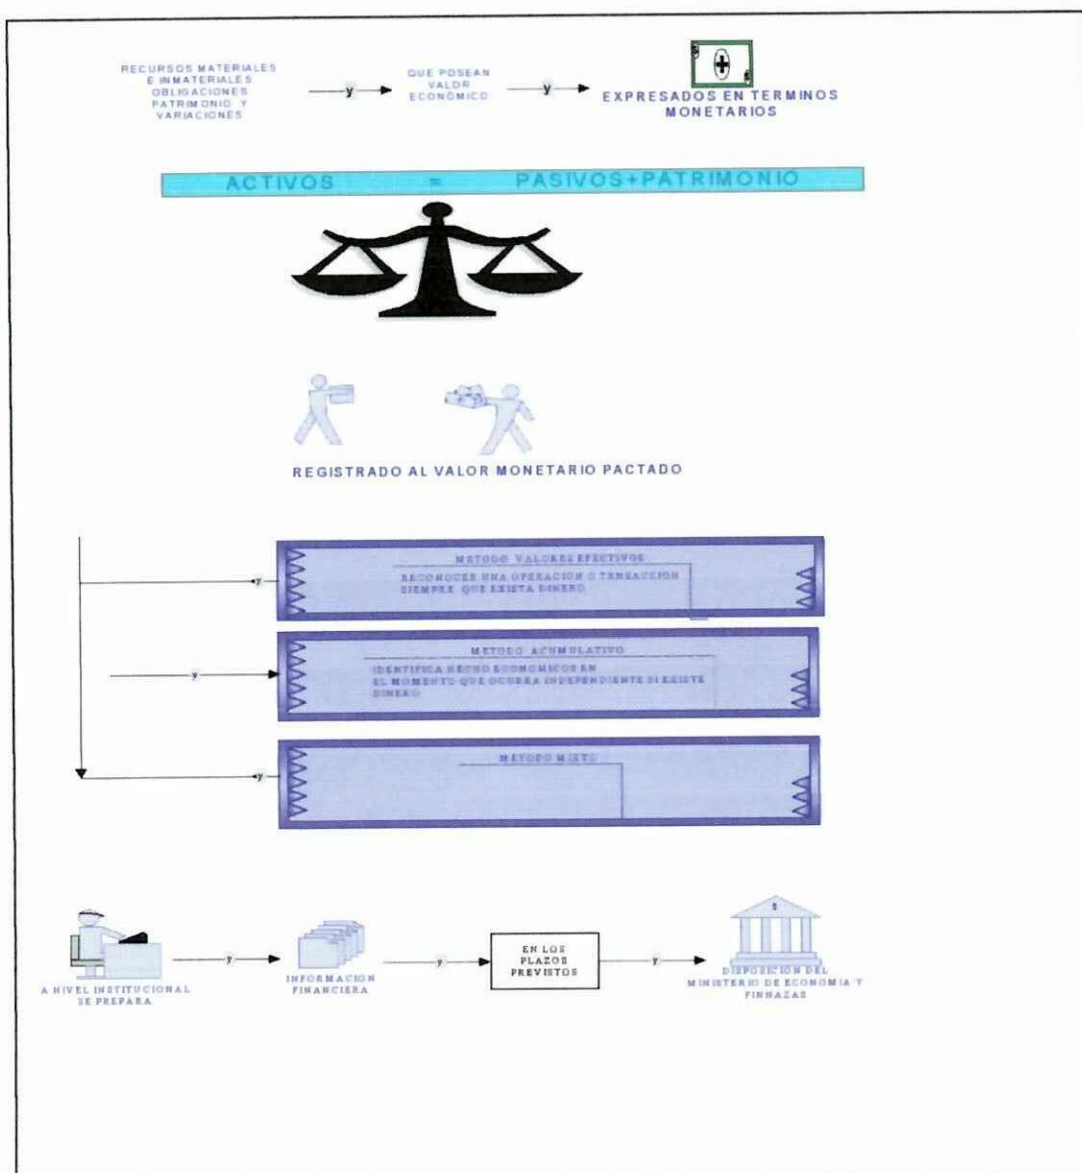 RECURSOS MATERIALES
E INMATERIALES
OBLIGACIONES
PATRIMONIO Y
VARIACIONES
y
QUE POSEAN
VALOR
ECONÓMICO
y
EXPRESADOS EN TERMINOS
MONETARIOS
ACTIVOS = PASIVOS+PATRIMONIO
REGISTRADO AL VALOR MONETARIO PACTADO
METODO VALORES EFECTIVOS
y
RECONOCER UNA OPERACION O TRNSACCION
SIEMPRE QUE EXISTA DINERO
METODO ACUMULATIVO
y
IDENTIFICA HECHO ECONOMICOS EN
EL MOMENTO QUE OCURRA INDEPENDIENTE SI EXISTE
DINERO
METODO MIXTO
y
A NIVEL INSTITUCIONAL
SE PREPARA
y
INFORMACION
FINANCIERA
y
EN LOS
PLAZOS
PREVISTOS
y
$
DISPOSICION DEL
MINISTERIO DE ECONOMIA Y
FINNAZAS